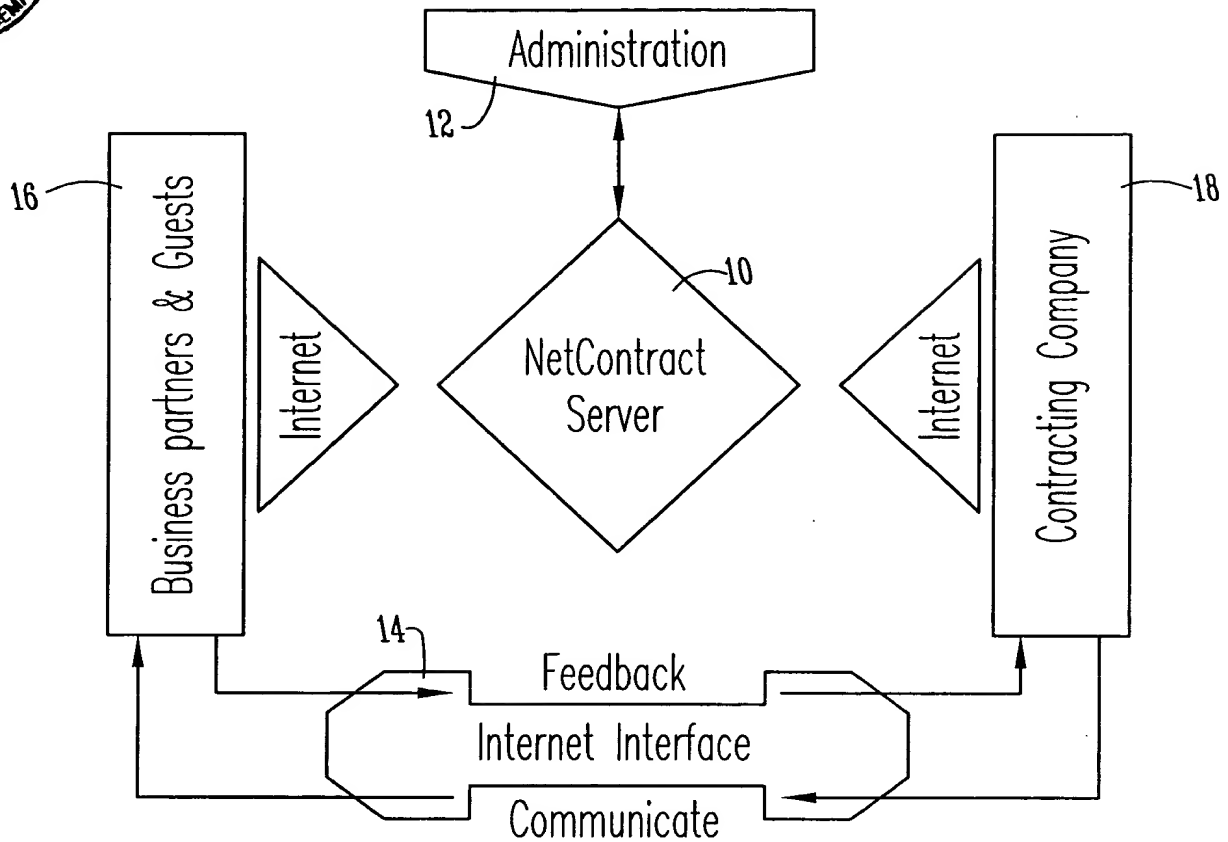 Administration
12
16
Business partners & Guests
Internet
10
NetContract
Server
Internet
Contracting Company
18
14
Feedback
Internet Interface
Communicate